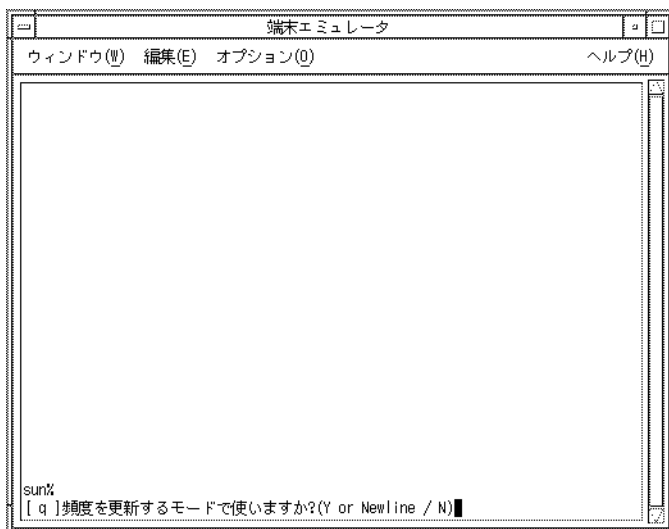 端末エミュレータ
ウィンドウ(W) 編集(E) オプション(O) ヘルプ(H)
sun%
[ q ]頻度を更新するモードで使いますか?(Y or Newline / N)